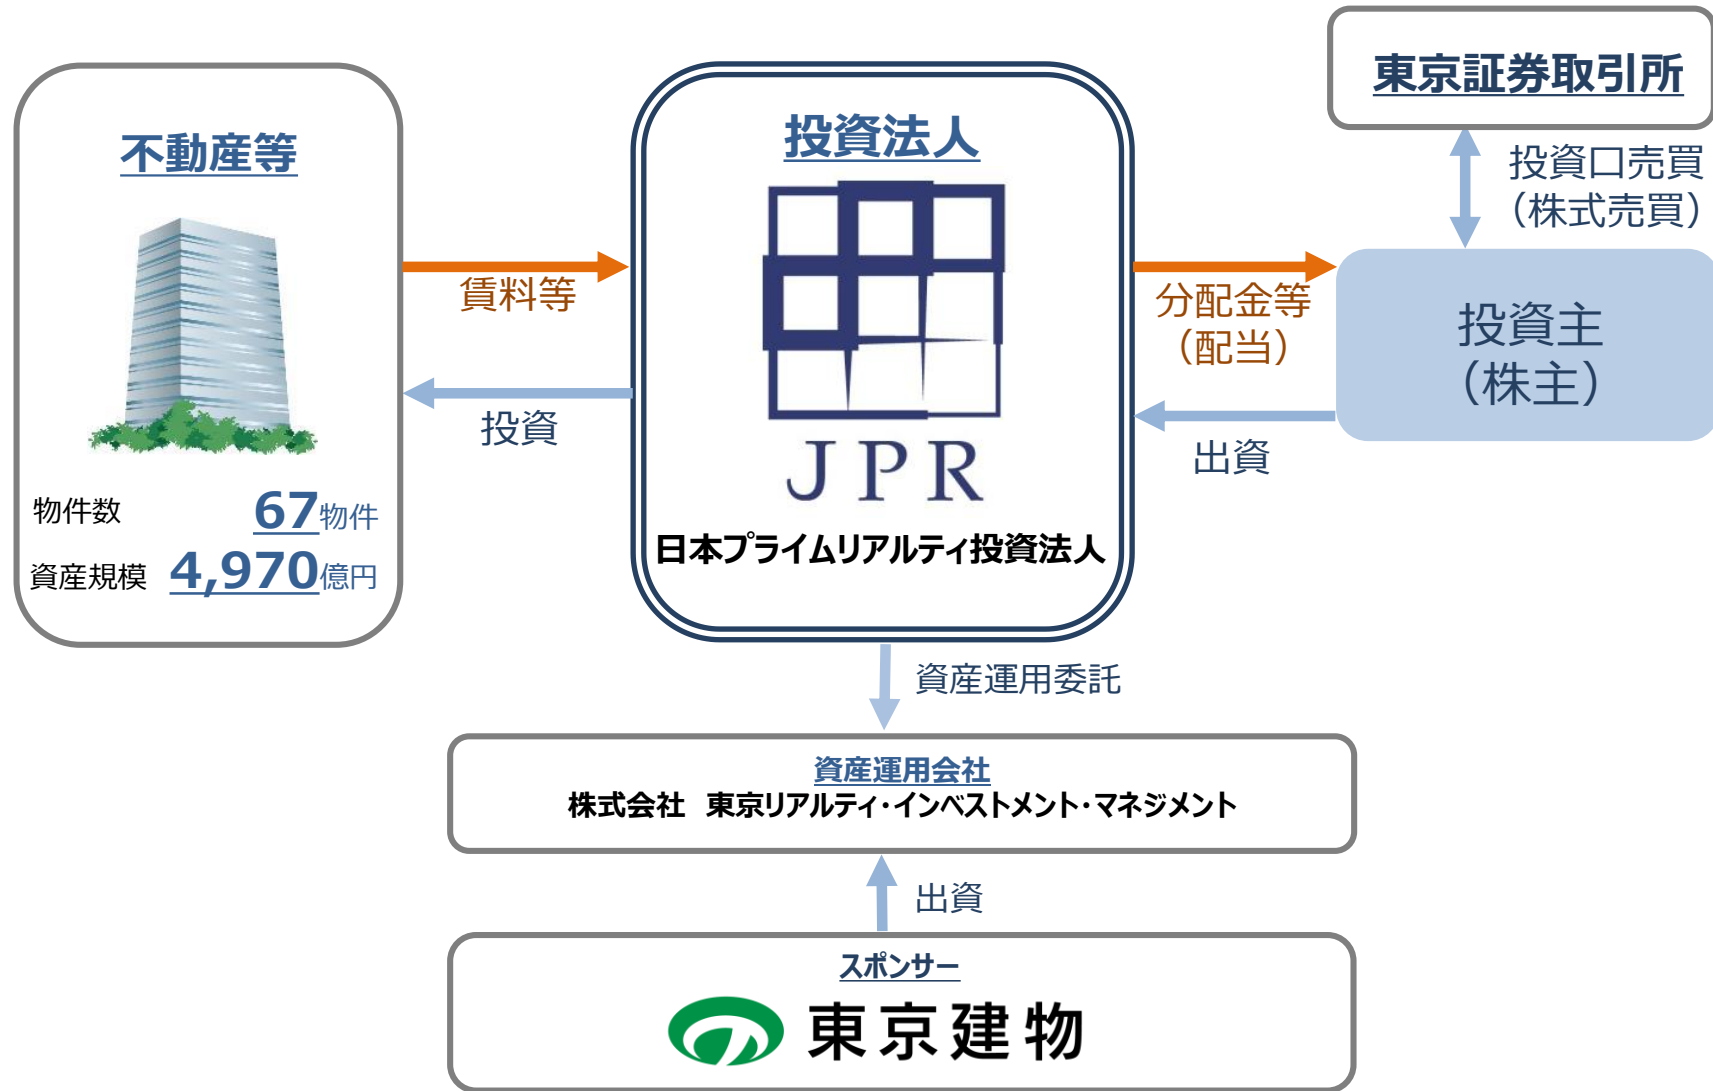 東京証券取引所
投資口売買
（株式売買）
投資主
（株主）
不動産等
物件数 67物件
資産規模 4,970億円
賃料等
投資
投資法人
JPR
日本プライムリアルティ投資法人
分配金等
（配当）
出資
資産運用委託
資産運用会社
株式会社　東京リアルティ・インベストメント・マネジメント
出資
スポンサー
東京建物